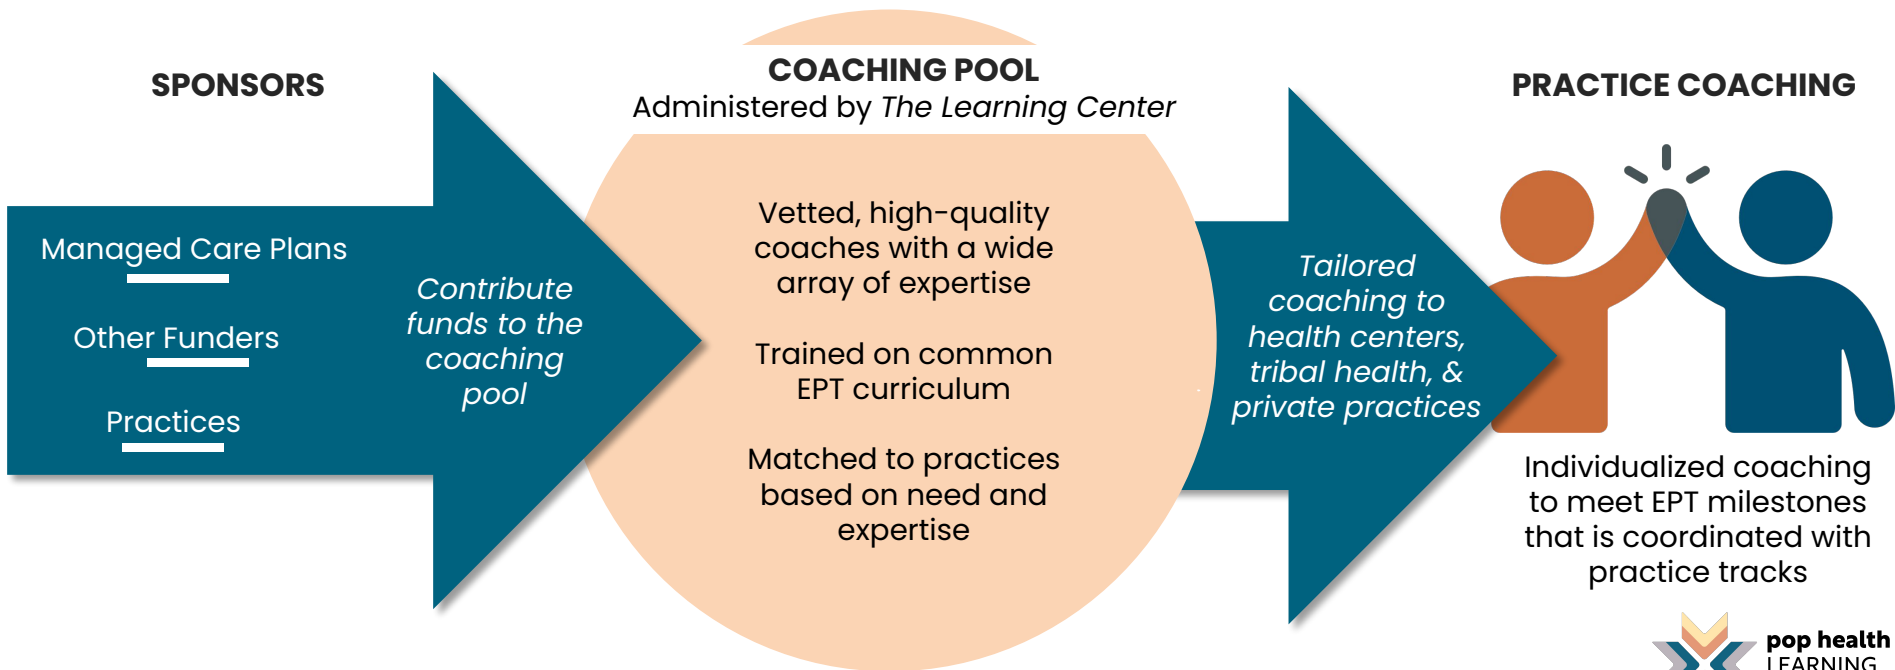 SPONSORS
Managed Care Plans
Other Funders
Practices
Contribute
funds to the
coaching
pool
COACHING POOL
Administered by The Learning Center
Vetted, high-quality
coaches with a wide
array of expertise
Trained on common
EPT curriculum
Matched to practices
based on need and
expertise
Tailored
coaching to
health centers,
tribal health, &
private practices
PRACTICE COACHING
Individualized coaching
to meet EPT milestones
that is coordinated with
practice tracks
pop health
LEARNING